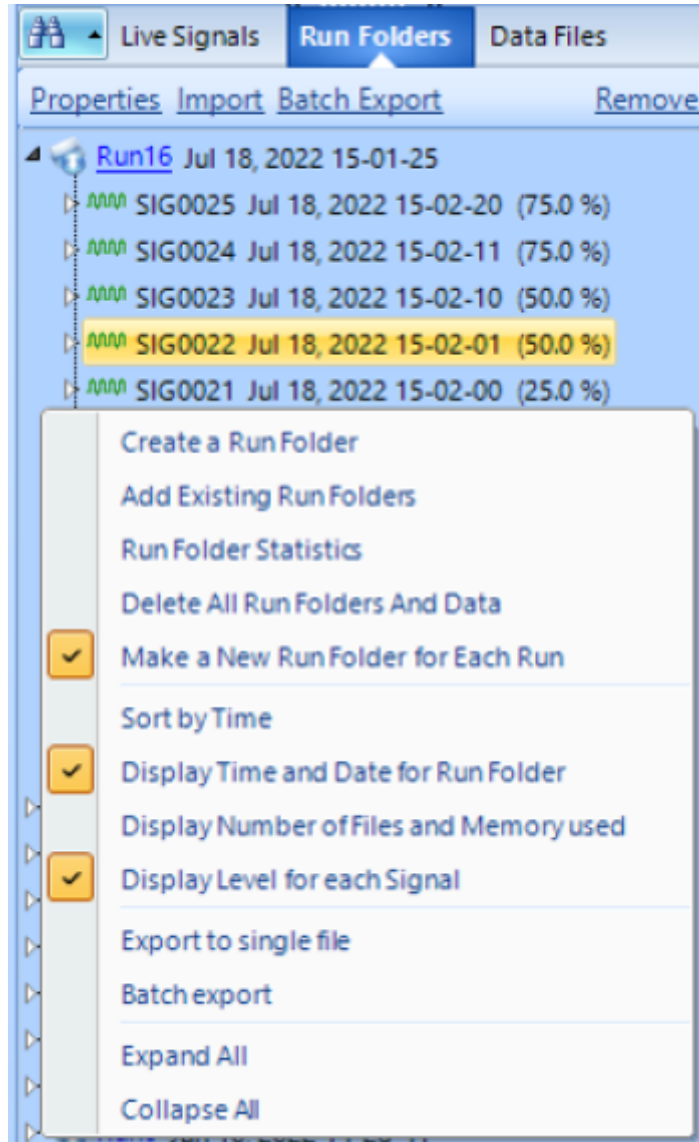 Live Signals Run Folders Data Files
Properties Import Batch Export Remove
Run16 Jul 18, 2022 15-01-25
SIG0025 Jul 18, 2022 15-02-20 (75.0 %)
SIG0024 Jul 18, 2022 15-02-11 (75.0 %)
SIG0023 Jul 18, 2022 15-02-10 (50.0 %)
SIG0022 Jul 18, 2022 15-02-01 (50.0 %)
SIG0021 Jul 18, 2022 15-02-00 (25.0 %)
Create a Run Folder
Add Existing Run Folders
Run Folder Statistics
Delete All Run Folders And Data
Make a New Run Folder for Each Run
Sort by Time
Display Time and Date for Run Folder
Display Number of Files and Memory used
Display Level for each Signal
Export to single file
Batch export
Expand All
Collapse All